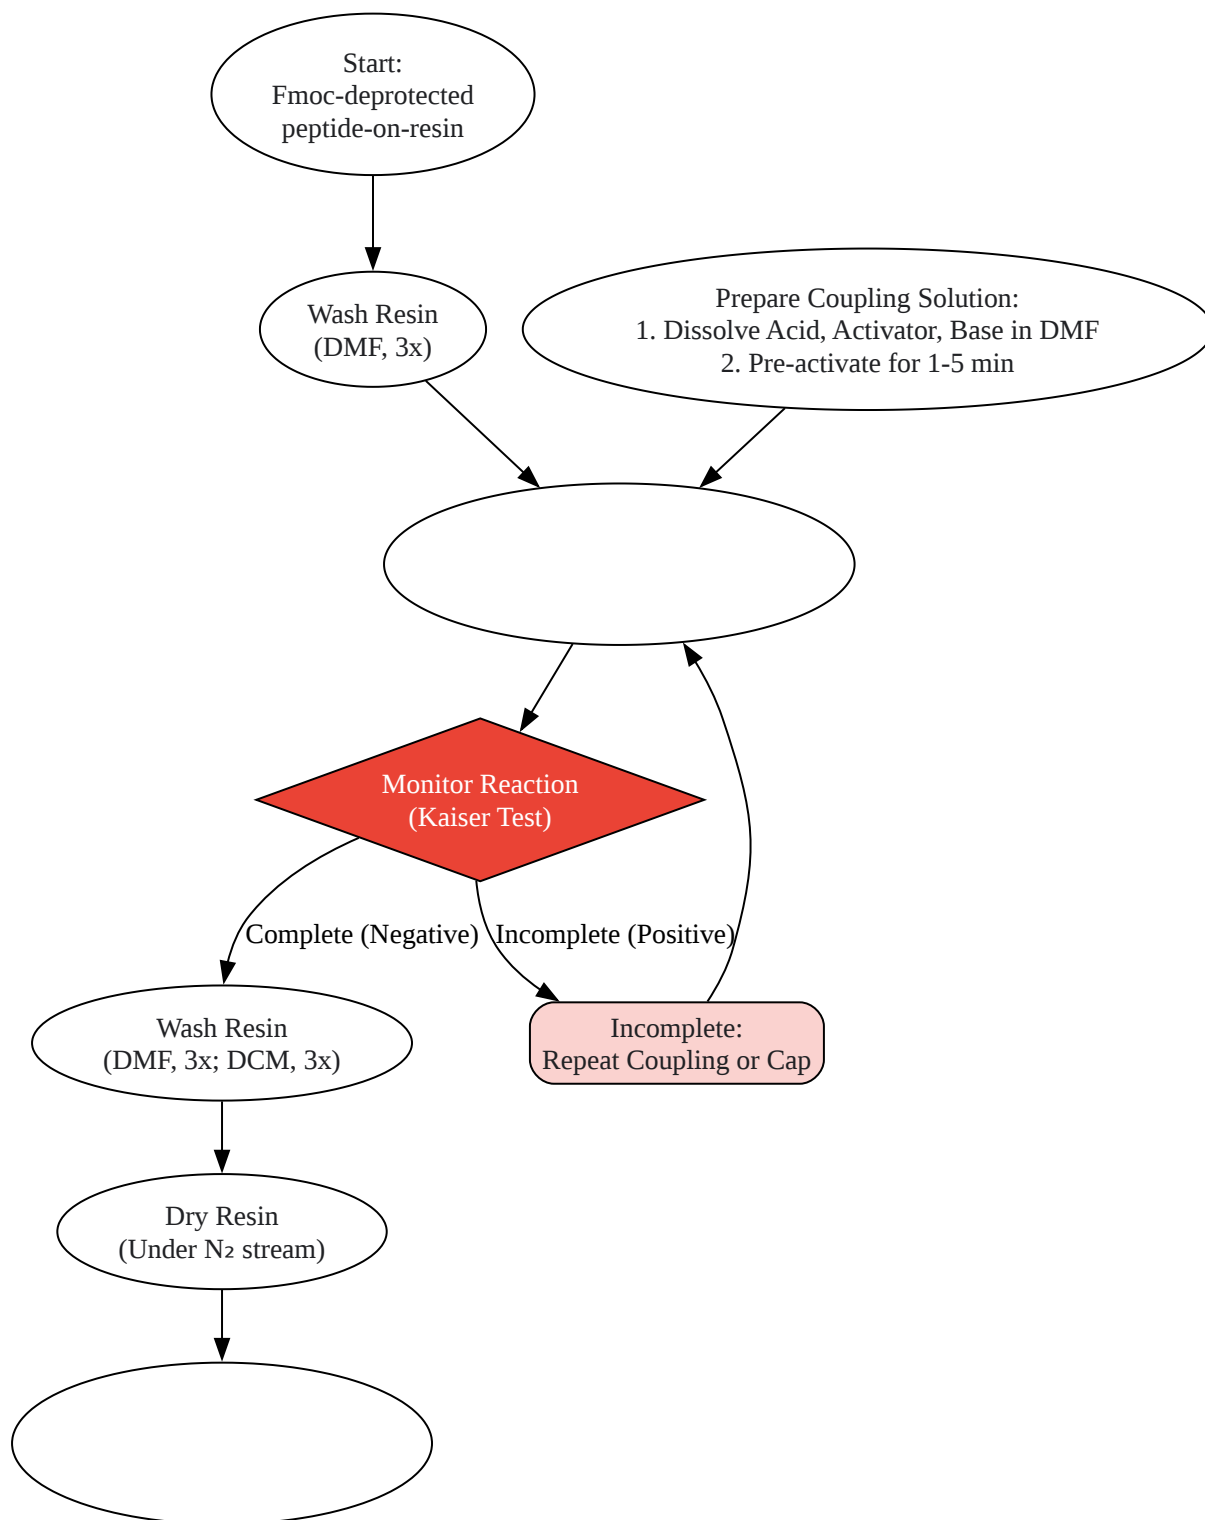 Start:
Fmoc-deprotected
peptide-on-resin
Wash Resin
(DMF, 3x)
Prepare Coupling Solution:
1. Dissolve Acid, Activator, Base in DMF
2. Pre-activate for 1-5 min
Monitor Reaction
(Kaiser Test)
Complete (Negative)
Incomplete (Positive)
Wash Resin
(DMF, 3x; DCM, 3x)
Incomplete:
Repeat Coupling or Cap
Dry Resin
(Under N₂ stream)